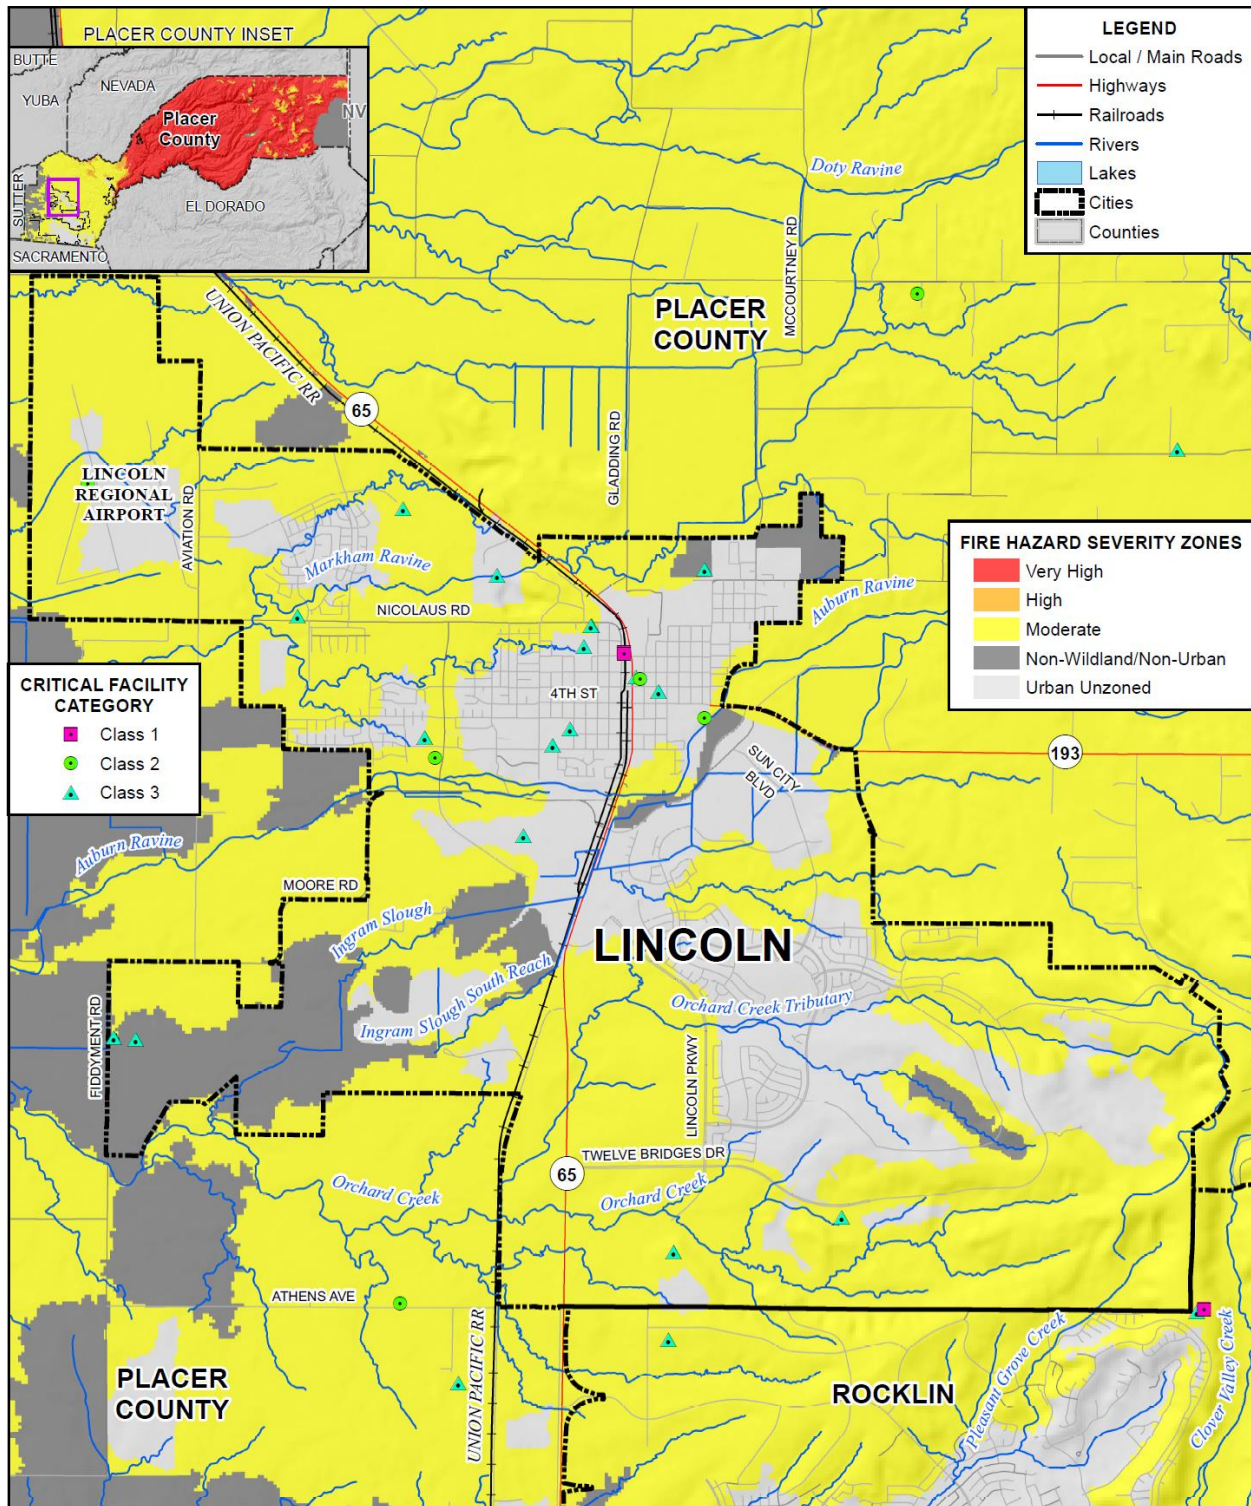 PLACER COUNTY INSET
BUTTE
NEVADA
YUBA
Placer
County
NV
SUTTER
EL DORADO
SACRAMENTO
LEGEND
Local / Main Roads
Highways
Railroads
Rivers
Lakes
Cities
Counties
Doty Ravine
MCCOURTNEY RD
UNION PACIFIC RR
PLACER
COUNTY
65
GLADDING RD
LINCOLN
REGIONAL
AIRPORT
AVIATION RD
Markham Ravine
NICOLAUS RD
Auburn Ravine
FIRE HAZARD SEVERITY ZONES
Very High
High
Moderate
Non-Wildland/Non-Urban
Urban Unzoned
CRITICAL FACILITY
CATEGORY
Class 1
Class 2
Class 3
4TH ST
SUN CITY
BLVD
193
Auburn Ravine
MOORE RD
Ingram Slough
LINCOLN
Ingram Slough South Reach
Orchard Creek Tributary
FIDDYMENT RD
LINCOLN PKWY
TWELVE BRIDGES DR
65
Orchard Creek
Orchard Creek
ATHENS AVE
UNION PACIFIC RR
PLACER
COUNTY
ROCKLIN
Pleasant Grove Creek
Clover Valley Creek